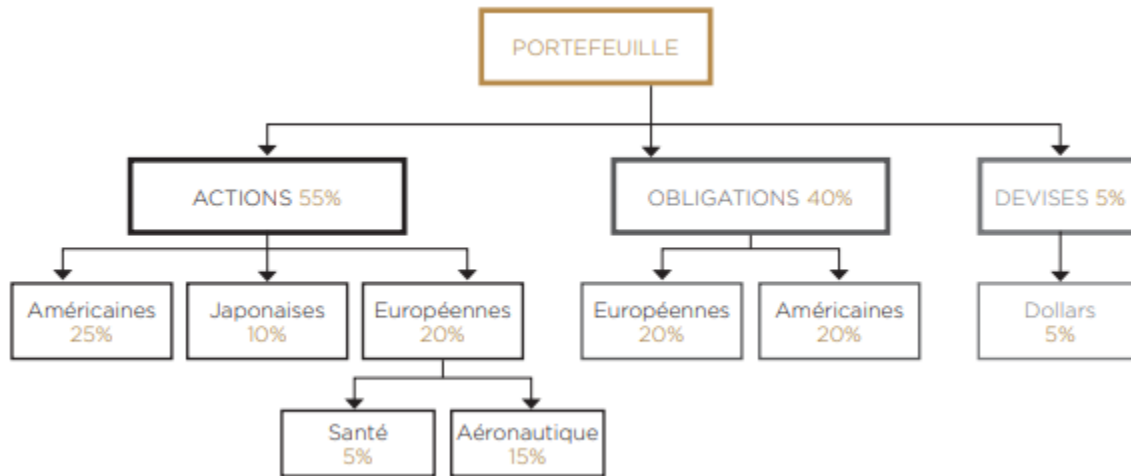 PORTEFEUILLE
ACTIONS 55%
OBLIGATIONS 40%
DEVISES 5%
Américaines
25%
Japonaises
10%
Européennes
20%
Européennes
20%
Américaines
20%
Dollars
5%
Santé
5%
Aéronautique
15%